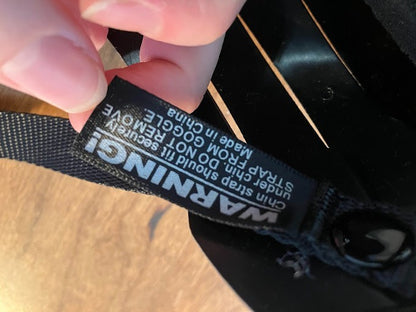 WARNING!
Chin strap should fit securely
under chin DO NOT REMOVE
STRAP FROM GOGGLE
Made in China